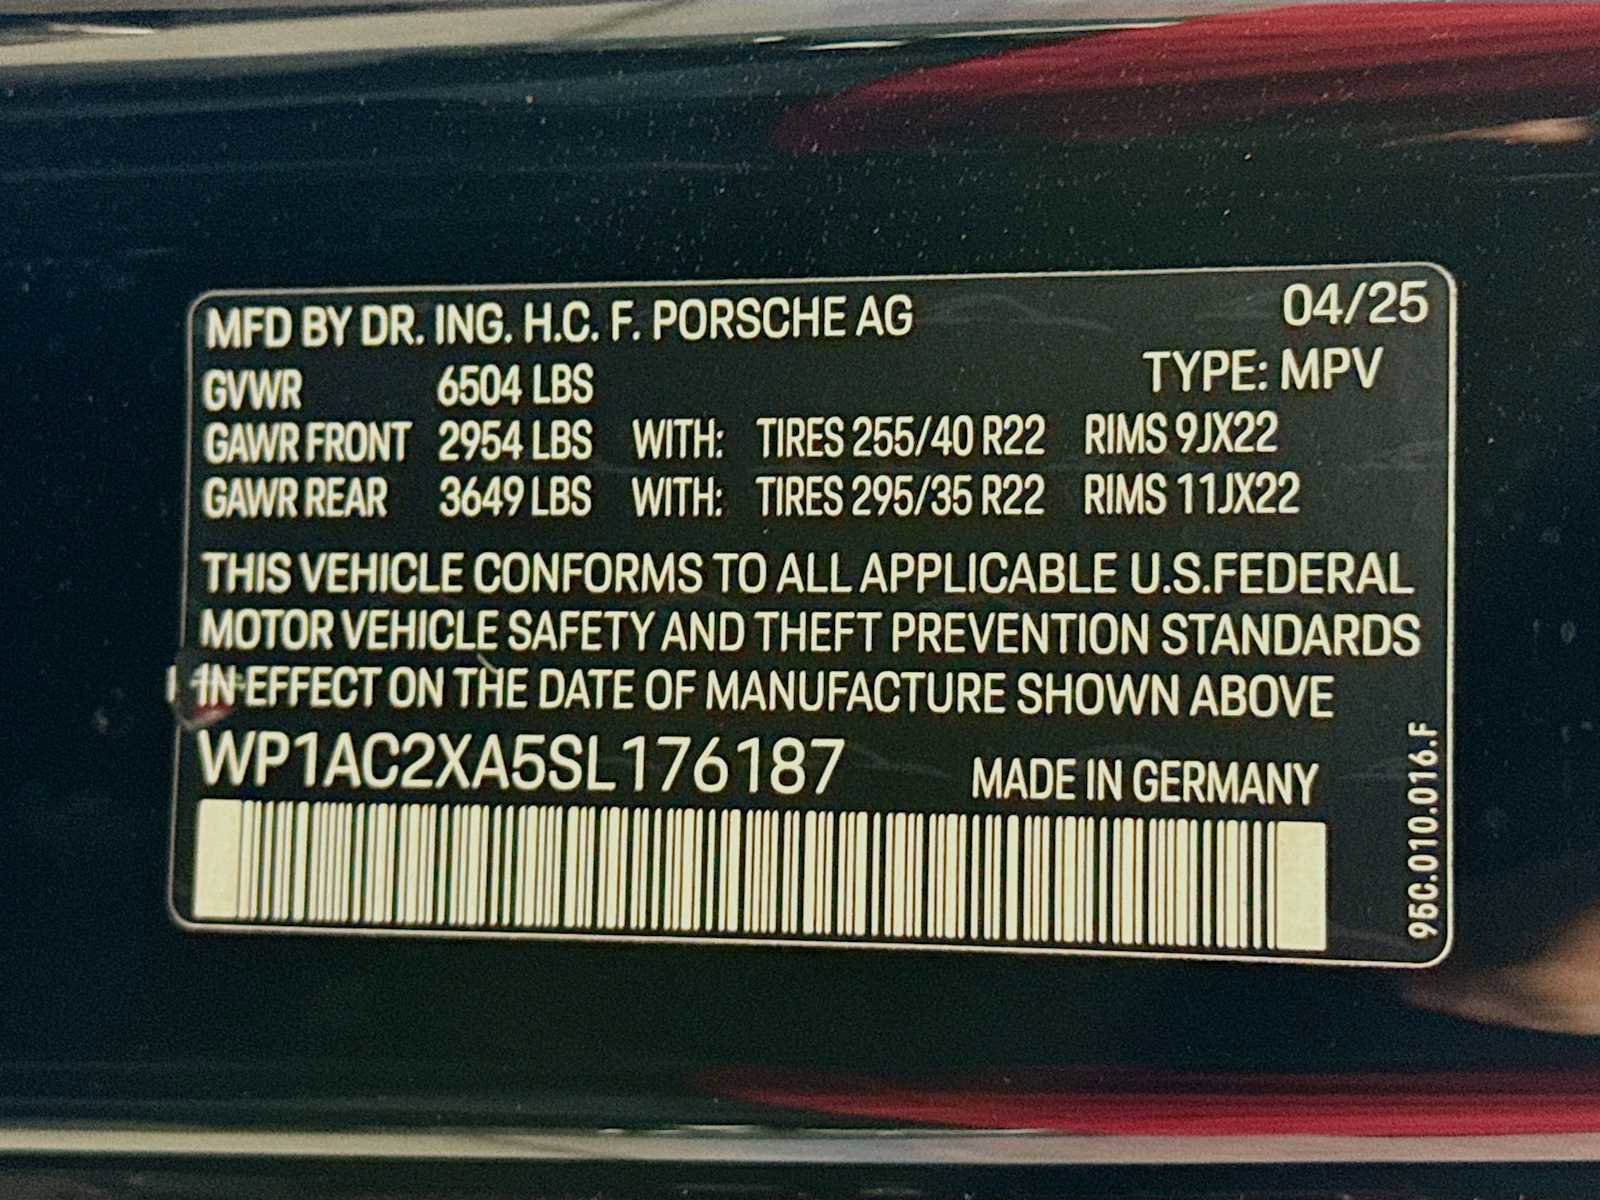 MFD BY DR. ING. H.C. F. PORSCHE AG 04/25
TYPE: MPV
GVWR 6504 LBS
GAWR FRONT 2954 LBS WITH: TIRES 255/40 R22 RIMS 9JX22
GAWR REAR 3649 LBS WITH: TIRES 295/35 R22 RIMS 11JX22
THIS VEHICLE CONFORMS TO ALL APPLICABLE U.S.FEDERAL
MOTOR VEHICLE SAFETY AND THEFT PREVENTION STANDARDS
IN EFFECT ON THE DATE OF MANUFACTURE SHOWN ABOVE
WP1AC2XA5SL176187 MADE IN GERMANY
95C.010.016.F